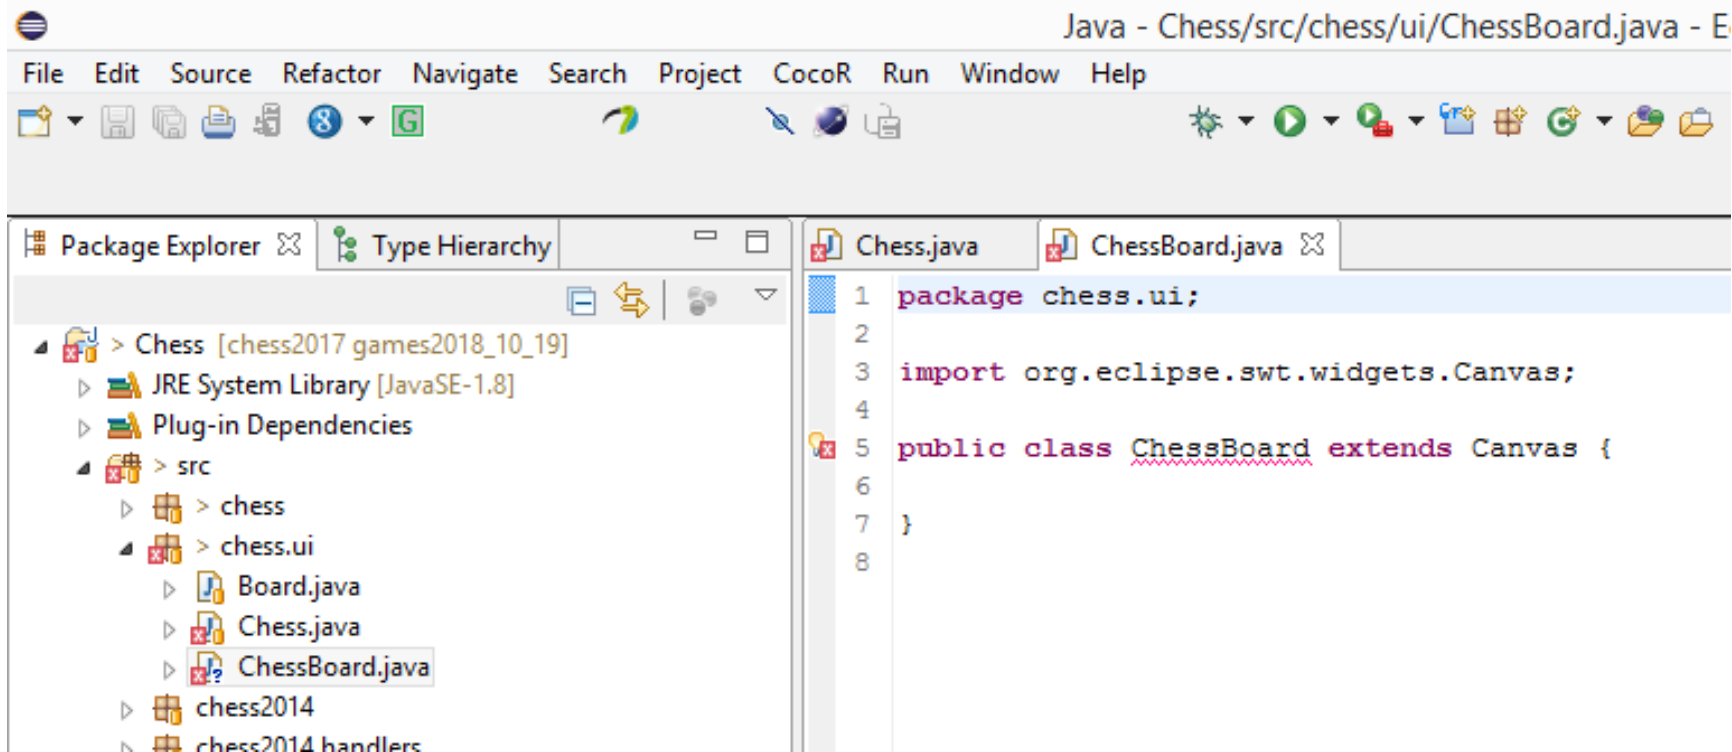 Java - Chess/src/chess/ui/ChessBoard.java - E
File Edit Source Refactor Navigate Search Project CocoR Run Window Help
Package Explorer Type Hierarchy
> Chess [chess2017 games2018_10_19]
JRE System Library [JavaSE-1.8]
Plug-in Dependencies
> src
> chess
> chess.ui
Board.java
Chess.java
ChessBoard.java
chess2014
chess2014.handlers
Chess.java ChessBoard.java
1 package chess.ui;
2
3 import org.eclipse.swt.widgets.Canvas;
4
5 public class ChessBoard extends Canvas {
6
7 }
8